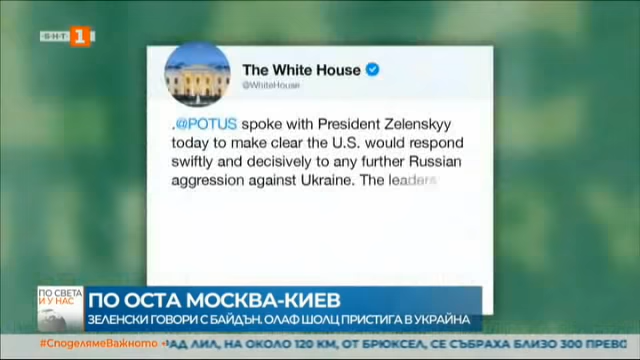 БНТ 1
The White House
@WhiteHouse
.@POTUS spoke with President Zelenskyy
today to make clear the U.S. would respond
swiftly and decisively to any further Russian
aggression against Ukraine. The leaders
ПО СВЕТА
И У НАС
ПО ОСТА МОСКВА-КИЕВ
ЗЕЛЕНСКИ ГОВОРИ С БАЙДЪН. ОЛАФ ШОЛЦ ПРИСТИГА В УКРАЙНА
#СподелямеВажното АД ЛИЛ, НА ОКОЛО 120 КМ, ОТ БРЮКСЕЛ, СЕ СЪБРАХА БЛИЗО 300 ПРЕВО